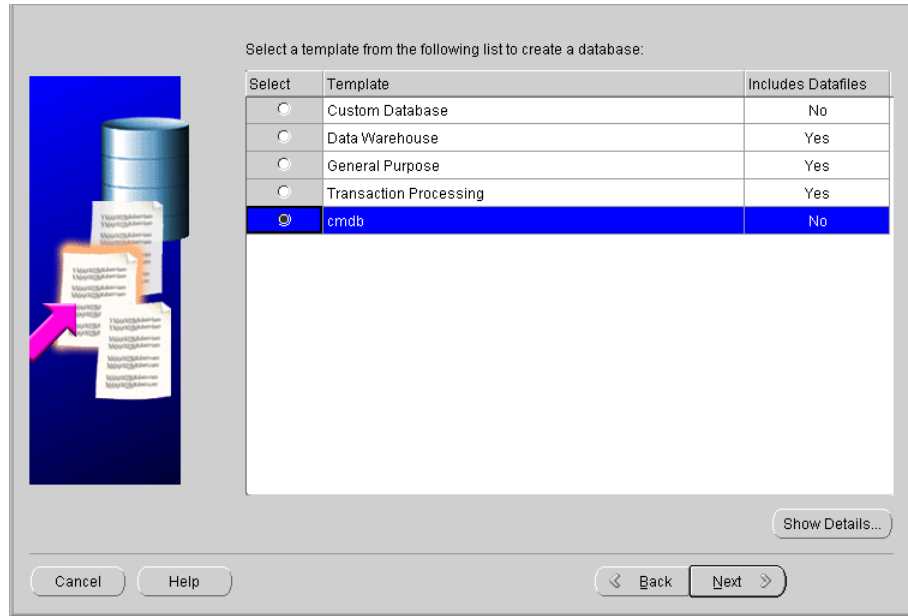 Select a template from the following list to create a database:
Select Template Includes Datafiles
Custom Database No
Data Warehouse Yes
General Purpose Yes
Transaction Processing Yes
cmdb No
Show Details...
Cancel Help Back Next